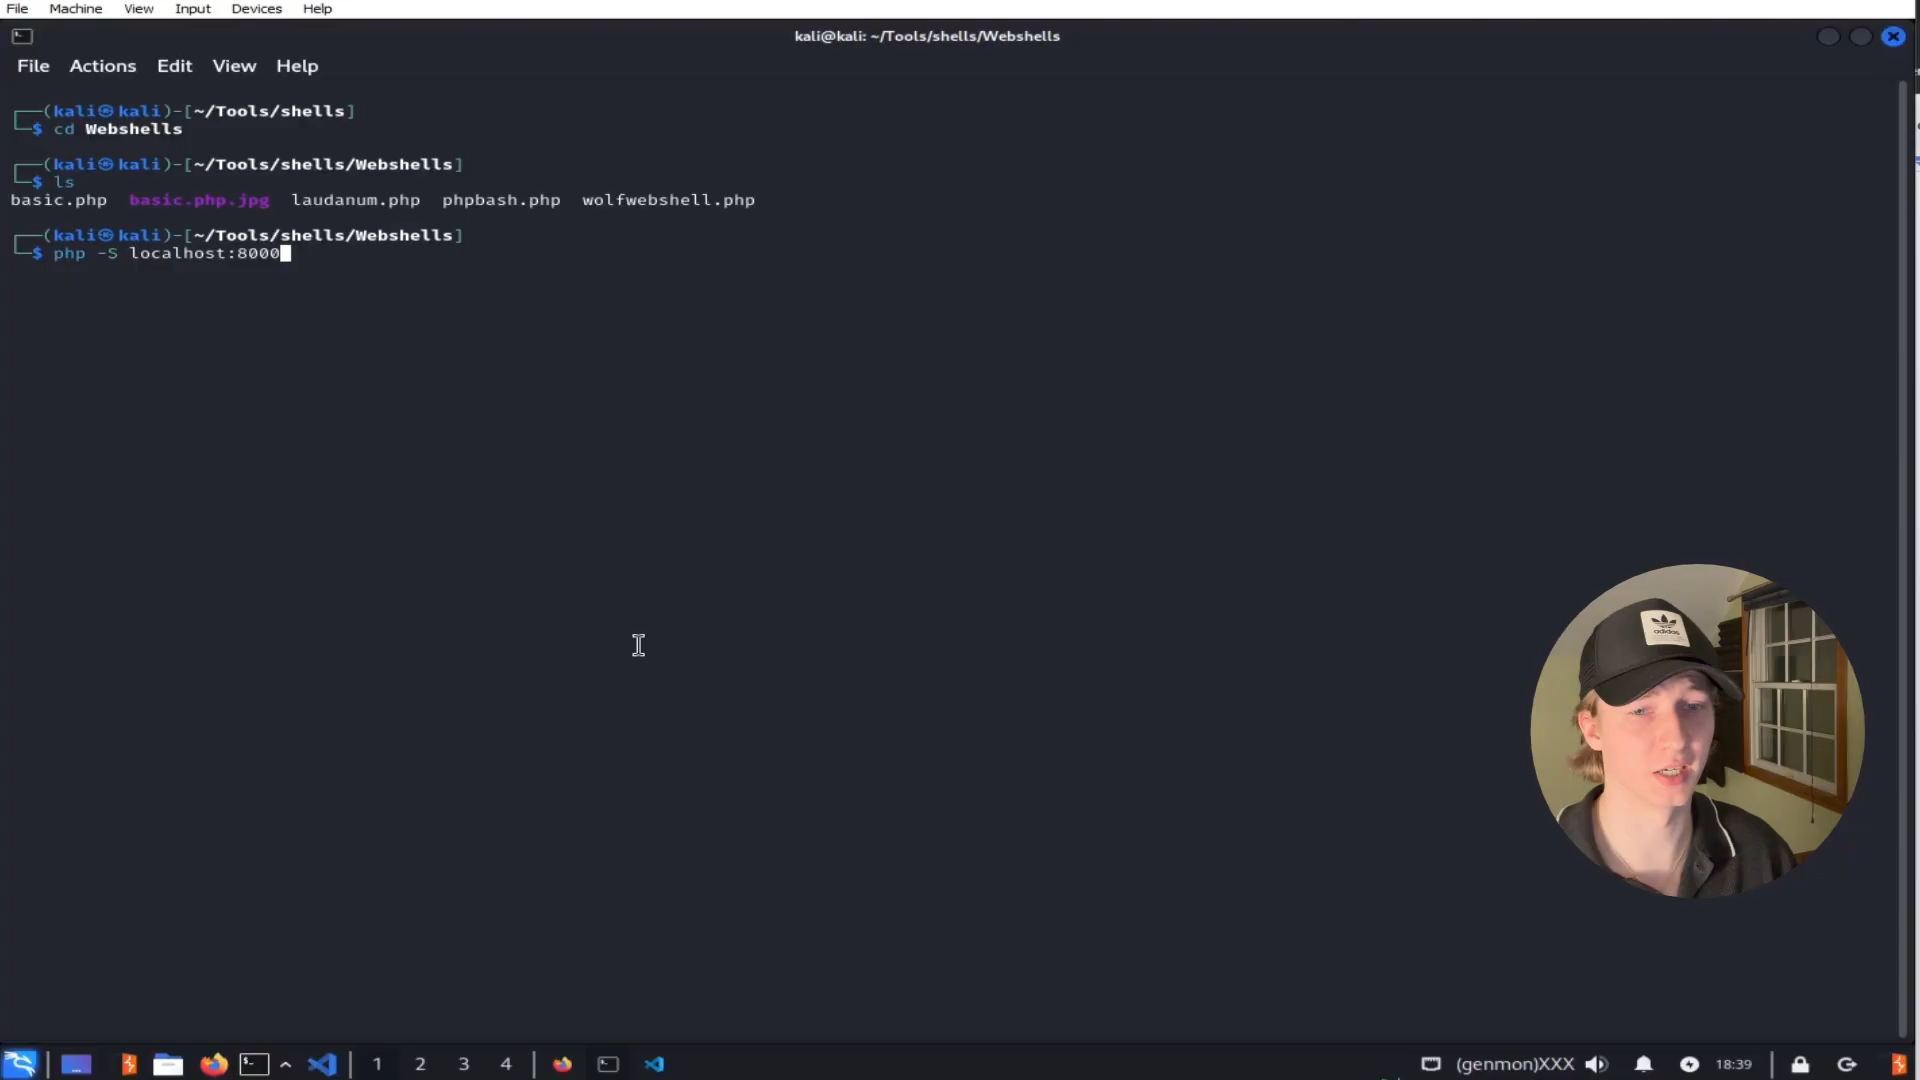 File Machine View Input Devices Help
kali@kali: ~/Tools/shells/Webshells
File Actions Edit View Help
(kali㉿kali)-[~/Tools/shells]
$ cd Webshells
(kali㉿kali)-[~/Tools/shells/Webshells]
$ ls
basic.php basic.php.jpg laudanum.php phpbash.php wolfwebshell.php
(kali㉿kali)-[~/Tools/shells/Webshells]
$ php -S localhost:8000
adidas
1 2 3 4 (genmon)XXX 18:39